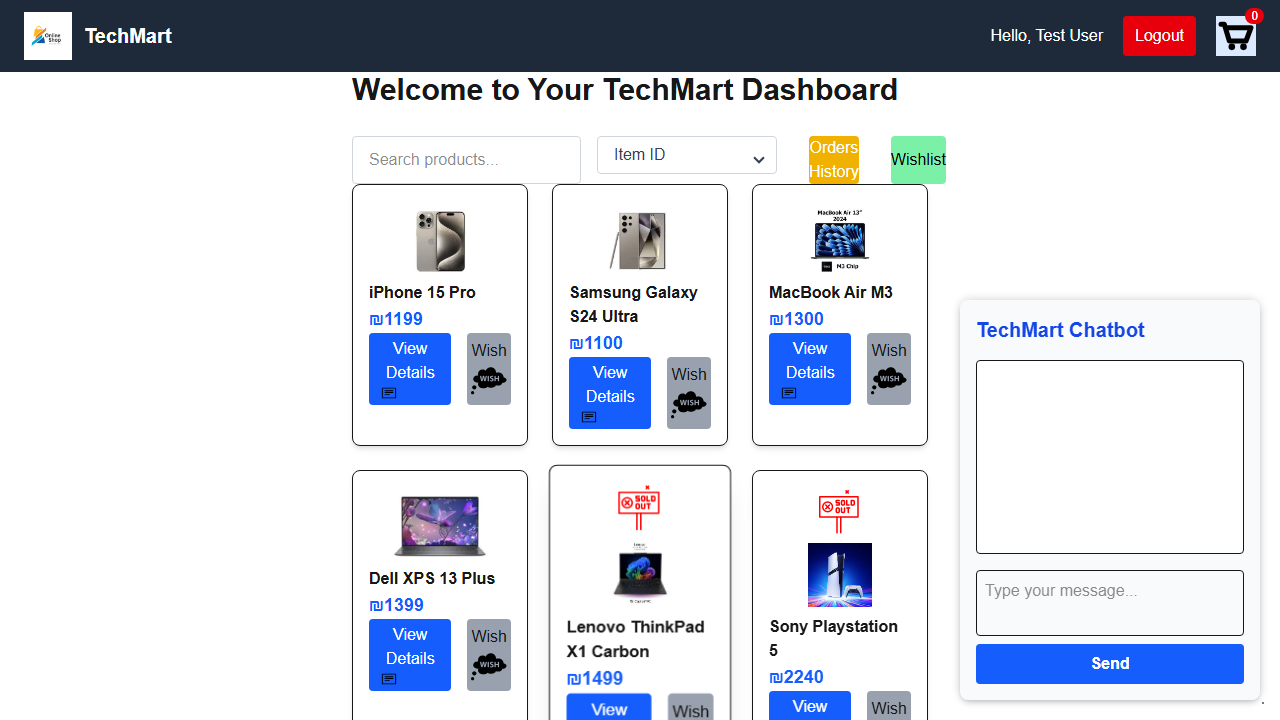 Online
Shop
TechMart
Hello, Test User
Logout
0
Welcome to Your TechMart Dashboard
Search products...
Item ID
Orders
History
Wishlist
iPhone 15 Pro
₪1199
View
Details
Wish
WISH
Samsung Galaxy
S24 Ultra
₪1100
View
Details
Wish
WISH
MacBook Air 13"
2024
M3 Chip
MacBook Air M3
₪1300
View
Details
Wish
WISH
Dell XPS 13 Plus
₪1399
View
Details
Wish
WISH
SOLD
OUT
Lenovo ThinkPad
X1 Carbon
₪1499
View
Wish
SOLD
OUT
Sony Playstation
5
₪2240
View
Wish
TechMart Chatbot
Type your message...
Send